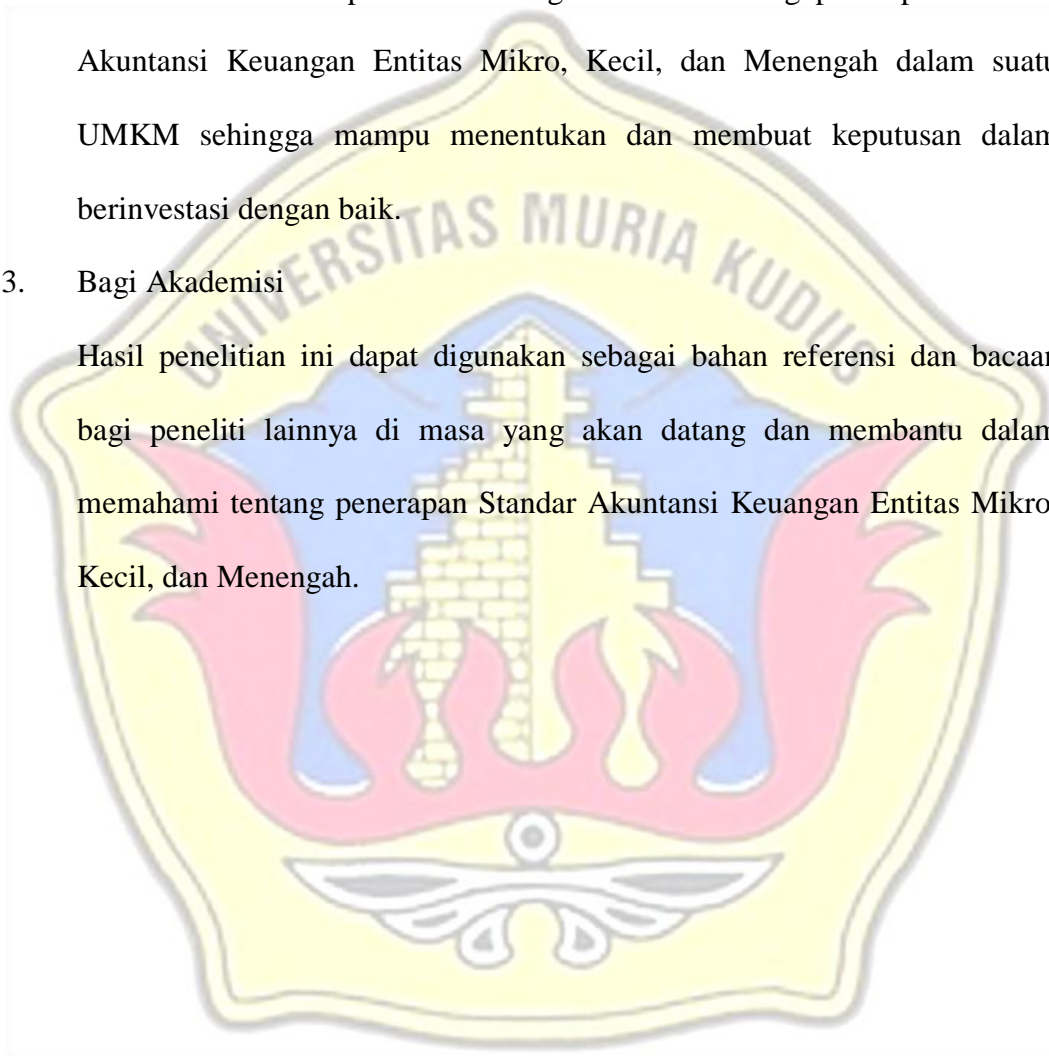 Akuntansi Keuangan Entitas Mikro, Kecil, dan Menengah dalam suatu
UMKM sehingga mampu menentukan dan membuat keputusan dalam
berinvestasi dengan baik.
UNIVERSITAS MURIA KUDUS
3. Bagi Akademisi
Hasil penelitian ini dapat digunakan sebagai bahan referensi dan bacaan
bagi peneliti lainnya di masa yang akan datang dan membantu dalam
memahami tentang penerapan Standar Akuntansi Keuangan Entitas Mikro
Kecil, dan Menengah.